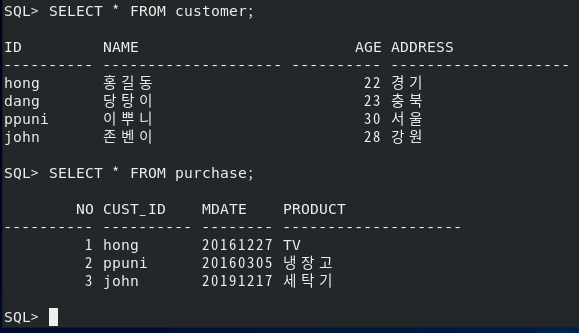 SQL> SELECT * FROM customer;
ID         NAME                        AGE ADDRESS
---------- -------------------- ---------- --------------------
hong       홍길동                       22 경기
dang       당탕이                       23 충북
ppuni      이뿌니                       30 서울
john       존벤이                       28 강원
SQL> SELECT * FROM purchase;
        NO CUST_ID    MDATE    PRODUCT
---------- ---------- -------- --------------------
         1 hong       20161227 TV
         2 ppuni      20160305 냉장고
         3 john       20191217 세탁기
SQL>